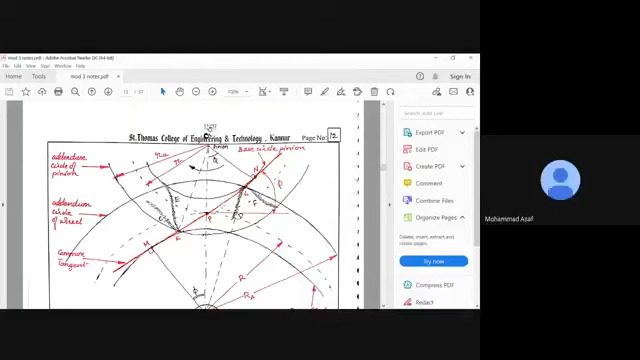 mod 3 notes.pdf - Adobe Acrobat Reader DC (64-bit)
File Edit View Sign Window Help
Home Tools mod 3 notes.pdf × Sign In
12 / 37 100%
St. Thomas College of Engineering & Technology, Kannur Page No: 12
Pinion
Base circle pinion
addendum
circle of
pinion
addendum
circle of
wheel
Common
Tangent
M
K
P
L
N
R
RA
Export PDF
Edit PDF
Create PDF
Comment
Combine Files
Organize Pages
Delete, insert, extract and
rotate pages.
Try now
Compress PDF
Redact
Mohammad Asaf